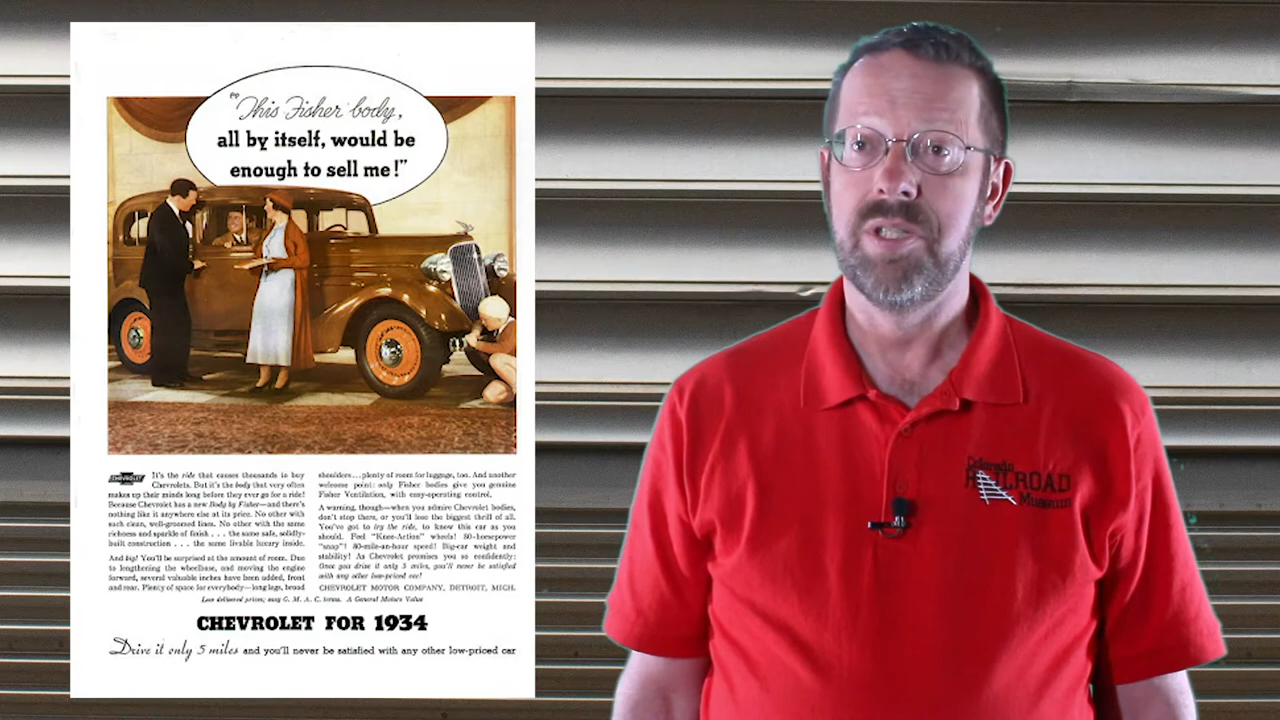 "This Fisher body,
all by itself, would be
enough to sell me!"
CHEVROLET
It's the ride that causes thousands to buy
Chevrolets. But it's the body that very often
makes up their minds long before they ever go for a ride!
Because Chevrolet has a new Body by Fisher—and there's
nothing like it anywhere else at its price. No other with
such clean, well-groomed lines. No other with the same
richness and sparkle of finish . . . the same safe, solidly-
built construction . . . the same livable luxury inside.
And big! You'll be surprised at the amount of room. Due
to lengthening the wheelbase, and moving the engine
forward, several valuable inches have been added, front
and rear. Plenty of space for everybody—long legs, broad
shoulders...plenty of room for luggage, too. And another
welcome point: only Fisher bodies give you genuine
Fisher Ventilation, with easy-operating control.
A warning, though—when you admire Chevrolet bodies,
don't stop there, or you'll lose the biggest thrill of all.
You've got to try the ride, to know this car as you
should. Feel "Knee-Action" wheels! 80-horsepower
"snap"! 80-mile-an-hour speed! Big-car weight and
stability! As Chevrolet promises you so confidently:
Once you drive it only 5 miles, you'll never be satisfied
with any other low-priced car!
CHEVROLET MOTOR COMPANY, DETROIT, MICH.
Low delivered prices; easy G. M. A. C. terms. A General Motors Value
CHEVROLET FOR 1934
Drive it only 5 miles and you'll never be satisfied with any other low-priced car
Colorado
RAILROAD
Museum